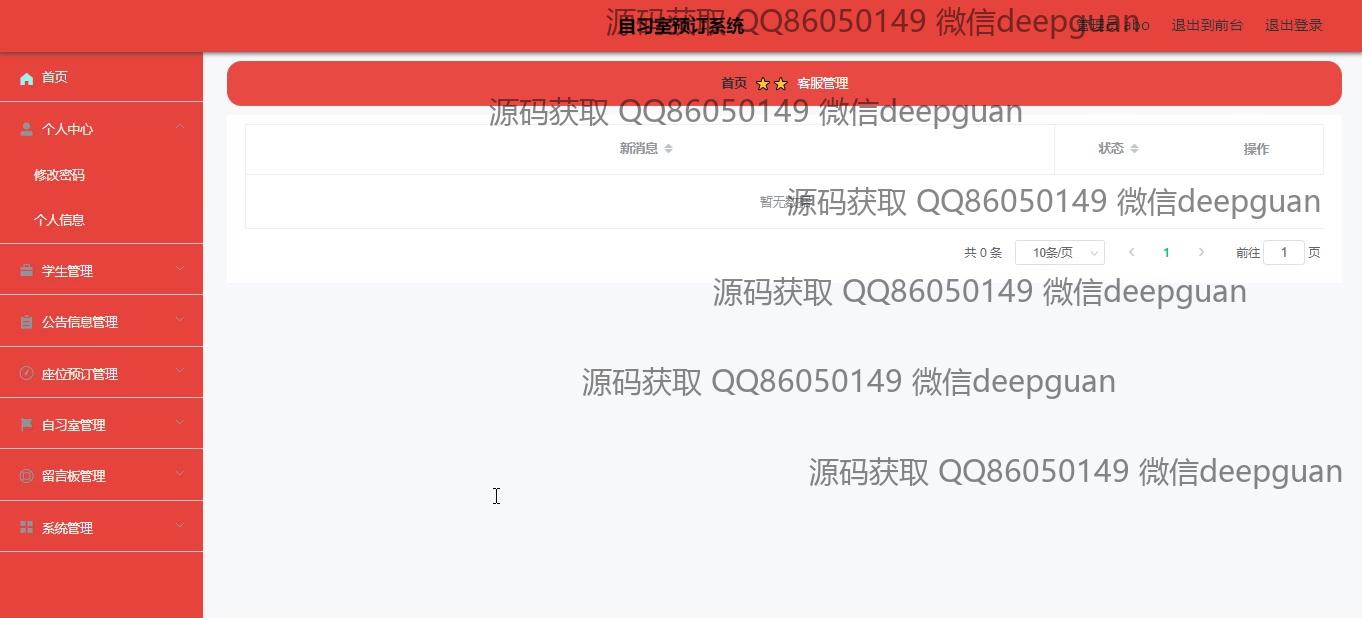 自习室预订系统
源码获取 QQ86050149 微信deepguan
管理员 abo 退出到前台 退出登录
首页
个人中心
修改密码
个人信息
学生管理
公告信息管理
座位预订管理
自习室管理
留言板管理
系统管理
首页 ★★ 客服管理
源码获取 QQ86050149 微信deepguan
新消息 状态 操作
暂无数据
源码获取 QQ86050149 微信deepguan
共 0 条 10条/页 1 前往 1 页
源码获取 QQ86050149 微信deepguan
源码获取 QQ86050149 微信deepguan
源码获取 QQ86050149 微信deepguan